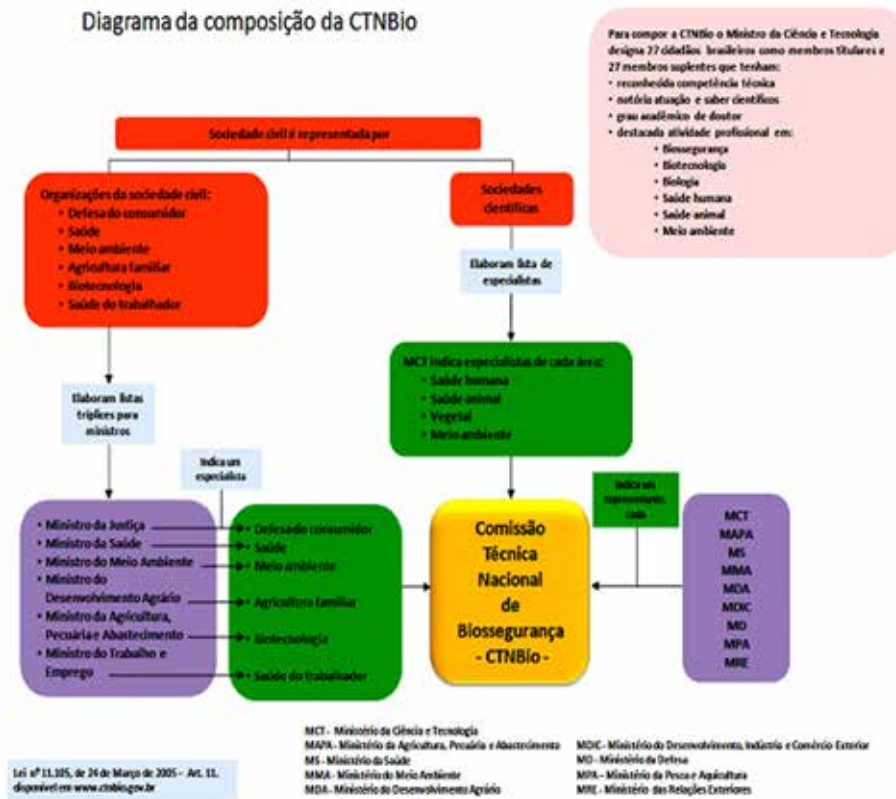 Diagrama da composição da CTNBio
Para compor a CTNBio o Ministro da Ciência e Tecnologia
designa 27 cidadãos brasileiros como membros titulares e
27 membros suplentes que tenham:
• reconhecida competência técnica
• notória atuação e saber científicos
• grau acadêmico de doutor
• destacada atividade profissional em:
• Biossegurança
• Biotecnologia
• Biologia
• Saúde humana
• Saúde animal
• Meio ambiente
Sociedade civil é representada por
Organizações da sociedade civil:
• Defesa do consumidor
• Saúde
• Meio ambiente
• Agricultura familiar
• Biotecnologia
• Saúde do trabalhador
Sociedades
científicas
Elaboram lista de
especialistas
MCT indica especialistas de cada área:
• Saúde humana
• Saúde animal
• Vegetal
• Meio ambiente
Elaboram listas
tríplices para
ministros
Indica um
especialista
• Ministro da Justiça
• Ministro da Saúde
• Ministro do Meio Ambiente
• Ministro do
Desenvolvimento Agrário
• Ministro da Agricultura,
Pecuária e Abastecimento
• Ministro do Trabalho e
Emprego
• Defesa do consumidor
• Saúde
• Meio ambiente
• Agricultura familiar
• Biotecnologia
• Saúde do trabalhador
Comissão
Técnica
Nacional
de
Biossegurança
- CTNBio -
Indica um
representante,
cada
MCT
MAPA
MS
MMA
MDA
MDIC
MD
MPA
MRE
Lei nº 11.105, de 24 de Março de 2005 - Art. 11.
disponível em www.ctnbio.gov.br
MCT - Ministério da Ciência e Tecnologia
MAPA - Ministério da Agricultura, Pecuária e Abastecimento
MS - Ministério da Saúde
MMA - Ministério do Meio Ambiente
MDA - Ministério do Desenvolvimento Agrário
MDIC - Ministério do Desenvolvimento, Indústria e Comércio Exterior
MD - Ministério da Defesa
MPA - Ministério da Pesca e Aquicultura
MRE - Ministério das Relações Exteriores